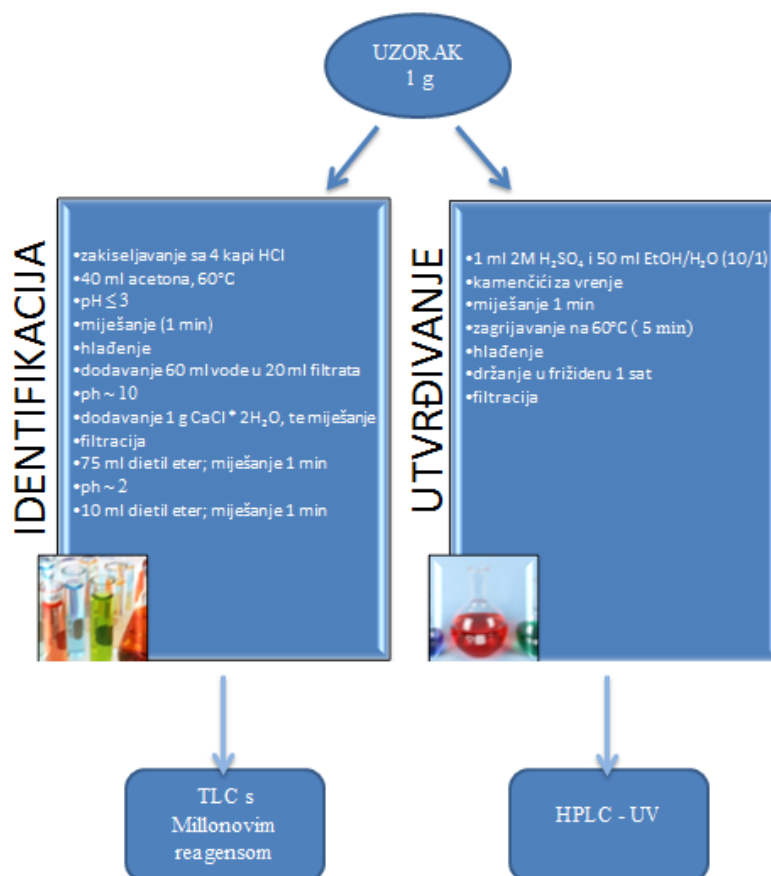 UZORAK
1 g
IDENTIFIKACIJA
•zakiseljavanje sa 4 kapi HCl
•40 ml acetona, 60°C
•pH ≤ 3
•miješanje (1 min)
•hlađenje
•dodavanje 60 ml vode u 20 ml filtrata
•ph ~ 10
•dodavanje 1 g CaCl * 2H₂O, te miješanje
•filtracija
•75 ml dietil eter; miješanje 1 min
•ph ~ 2
•10 ml dietil eter; miješanje 1 min
UTVRĐIVANJE
•1 ml 2M H₂SO₄ i 50 ml EtOH/H₂O (10/1)
•kamenčići za vrenje
•miješanje 1 min
•zagrijavanje na 60°C ( 5 min)
•hlađenje
•držanje u frižideru 1 sat
•filtracija
TLC s
Millonovim
reagensom
HPLC - UV